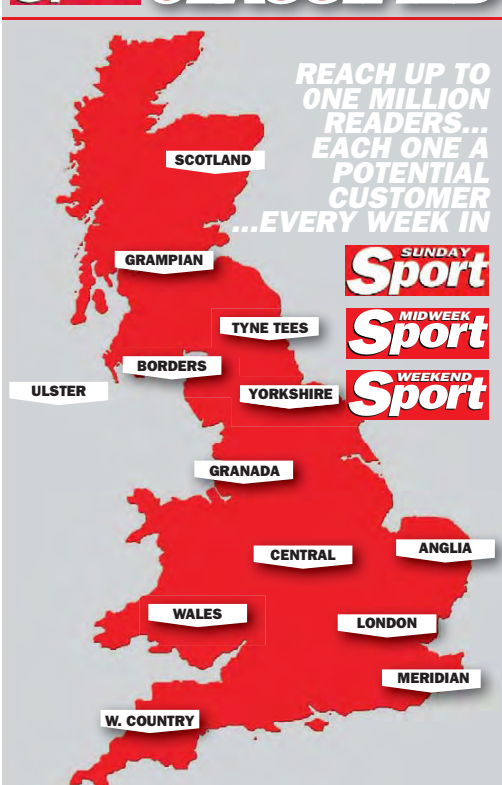 REACH UP TO
ONE MILLION
READERS...
EACH ONE A
POTENTIAL
CUSTOMER
...EVERY WEEK IN
SUNDAY
Sport
MIDWEEK
Sport
WEEKEND
Sport
SCOTLAND
GRAMPIAN
TYNE TEES
BORDERS
ULSTER
YORKSHIRE
GRANADA
CENTRAL
ANGLIA
WALES
LONDON
MERIDIAN
W. COUNTRY